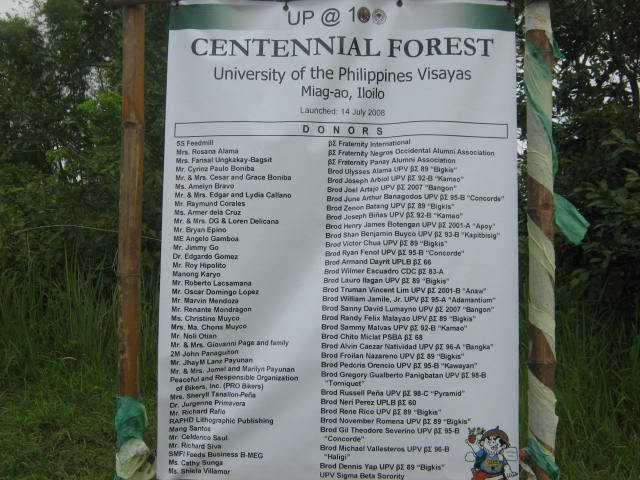 UP @ 100
CENTENNIAL FOREST
University of the Philippines Visayas
Miag-ao, Iloilo
Launched: 14 July 2008
DONORS
5S Feedmill
Mrs. Rosana Alama
Mrs. Farisal Ungkakay-Bagsit
Mr. Cyrinz Paulo Boniba
Mr. & Mrs. Cesar and Grace Boniba
Ms. Amelyn Bravo
Mr. & Mrs. Edgar and Lydia Callano
Mr. Raymund Corales
Ms. Armer dela Cruz
Mr. & Mrs. DG & Loren Delicana
Mr. Bryan Epino
ME Angelo Gamboa
Mr. Jimmy Go
Dr. Edgardo Gomez
Mr. Roy Hipolito
Manong Karyo
Mr. Roberto Lacsamana
Mr. Oscar Domingo Lopez
Mr. Marvin Mendoza
Mr. Renante Mondragon
Ms. Christine Muyco
Mrs. Ma. Chona Muyco
Mr. Noli Otian
Mr. & Mrs. Giovanni Page and family
2M John Panaguiton
Mr. JhayM Lanz Payunan
Mr. & Mrs. Jomel and Marilyn Payunan
Peaceful and Responsible Organization
of Bikers, Inc. (PRO Bikers)
Mrs. Sheryll Tanallon-Peña
Dr. Jurgenne Primavera
Mr. Richard Rafio
RAPHD Lithographic Publishing
Mang Santos
Mr. Calderico Saul
Mr. Richard Siva
SMFI Feeds Business B-MEG
Ms. Cathy Sunga
Ms. Shiela Villamor
βΣ Fraternity International
βΣ Fraternity Negros Occidental Alumni Association
βΣ Fraternity Panay Alumni Association
Brod Ulysses Alama UPV βΣ 89 "Bigkis"
Brod Joseph Arbiol UPV βΣ 92-B "Kamao"
Brod Joel Artajo UPV βΣ 2007 "Bangon"
Brod June Arthur Banagodos UPV βΣ 95-B "Concorde"
Brod Zenon Batang UPV βΣ 89 "Bigkis"
Brod Joseph Biñas UPV βΣ 92-B "Kamao"
Brod Henry James Botengan UPV βΣ 2001-A "Apoy"
Brod Shan Benjamin Buyco UPV βΣ 93-B "Kapitbisig"
Brod Victor Chua UPV βΣ 89 "Bigkis"
Brod Ryan Fenol UPV βΣ 95-B "Concorde"
Brod Armand Dayrit UPLB βΣ 66
Brod Wilmer Escuadro CDC βΣ 83-A
Brod Lauro Ilagan UPV βΣ 89 "Bigkis"
Brod Truman Vincent Lim UPV βΣ 2001-B "Anaw"
Brod William Jamile, Jr. UPV βΣ 95-A "Adamantium"
Brod Sanny David Lumayno UPV βΣ 2007 "Bangon"
Brod Randy Felix Malayao UPV βΣ 89 "Bigkis"
Brod Sammy Malvas UPV βΣ 92-B "Kamao"
Brod Chito Miclat PSBA βΣ 68
Brod Alvin Caezar Natividad UPV βΣ 96-A "Bangka"
Brod Froilan Nazareno UPV βΣ 89 "Bigkis"
Brod Pedcris Orencio UPV βΣ 95-B "Kawayan"
Brod Gregory Gualberto Panigbatan UPV βΣ 98-B
"Torniquet"
Brod Russell Peña UPV βΣ 98-C "Pyramid"
Brod Neri Perez UPLB βΣ 60
Brod Rene Rico UPV βΣ 89 "Bigkis"
Brod November Romena UPV βΣ 89 "Bigkis"
Brod Gil Theodore Severino UPV βΣ 95-B
"Concorde"
Brod Michael Vallesteros UPV βΣ 96-B
"Haligi"
Brod Dennis Yap UPV βΣ 89 "Bigkis"
UPV Sigma Beta Sorority